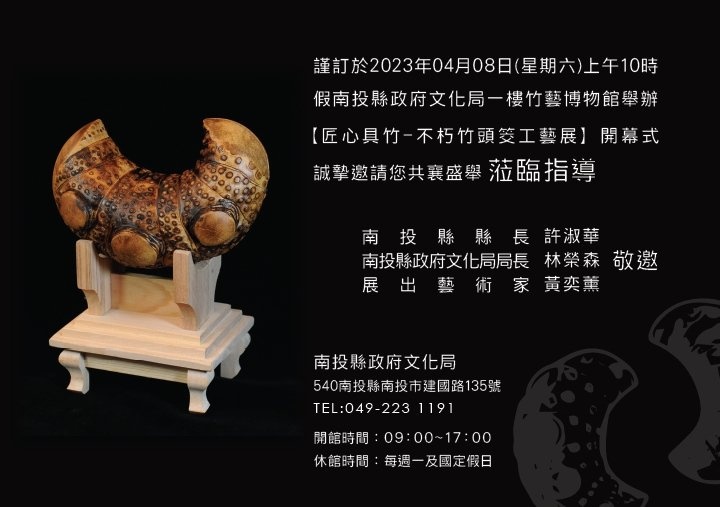 謹訂於2023年04月08日(星期六)上午10時
假南投縣政府文化局一樓竹藝博物館舉辦
【匠心具竹-不朽竹頭筊工藝展】 開幕式
誠摯邀請您共襄盛舉 蒞臨指導
南投縣縣長 許淑華
南投縣政府文化局局長 林榮森 敬邀
展出藝術家 黃奕薰
南投縣政府文化局
540南投縣南投市建國路135號
TEL:049-223 1191
開館時間：09:00~17:00
休館時間：每週一及國定假日